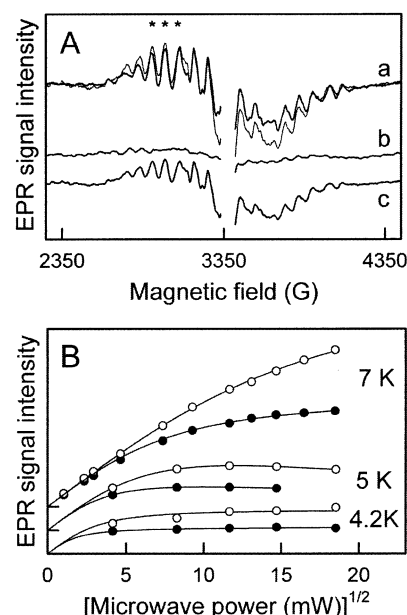 A
* * *
a
b
c
EPR signal intensity
2350 3350 4350
Magnetic field (G)
B
7 K
5 K
4.2K
EPR signal intensity
0 5 10 15 20
[Microwave power (mW)]^{1/2}